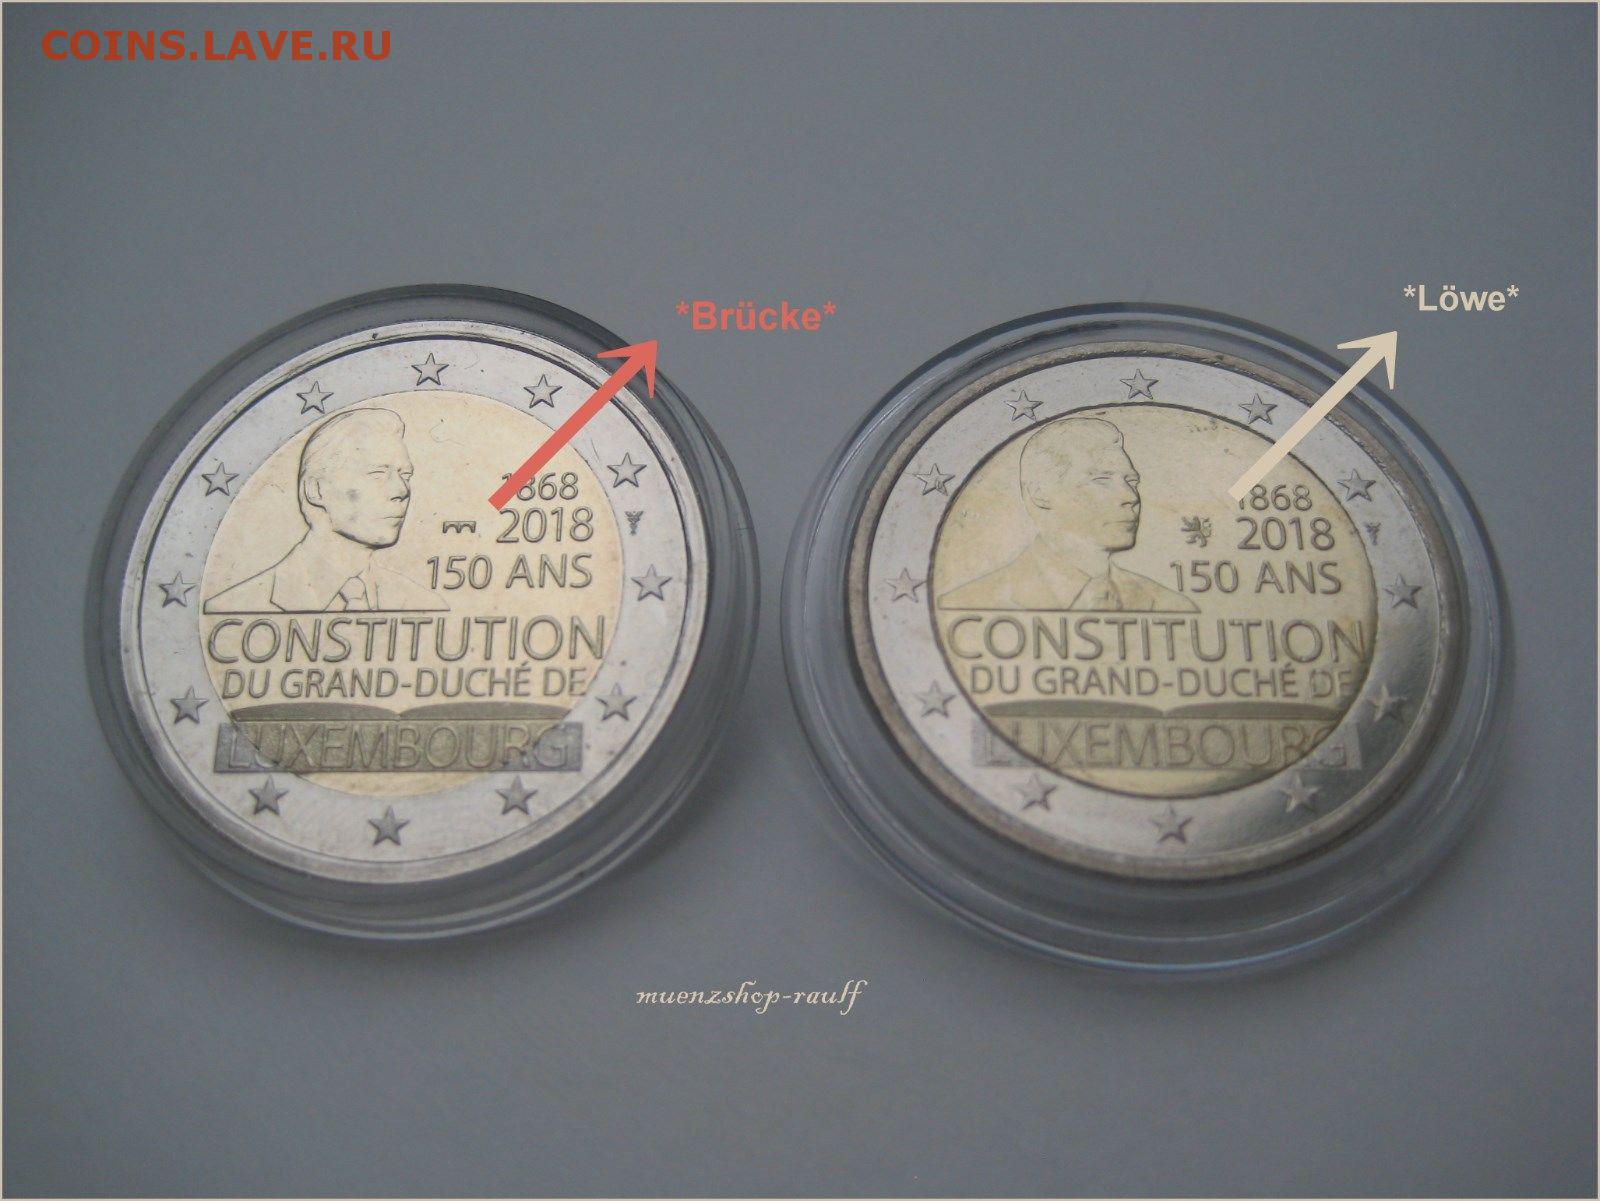 COINS.LAVE.RU
*Brücke*
*Löwe*
1868
2018
150 ANS
CONSTITUTION
DU GRAND-DUCHÉ DE
LUXEMBOURG
1868
2018
150 ANS
CONSTITUTION
DU GRAND-DUCHÉ DE
LUXEMBOURG
muenzshop-raulf